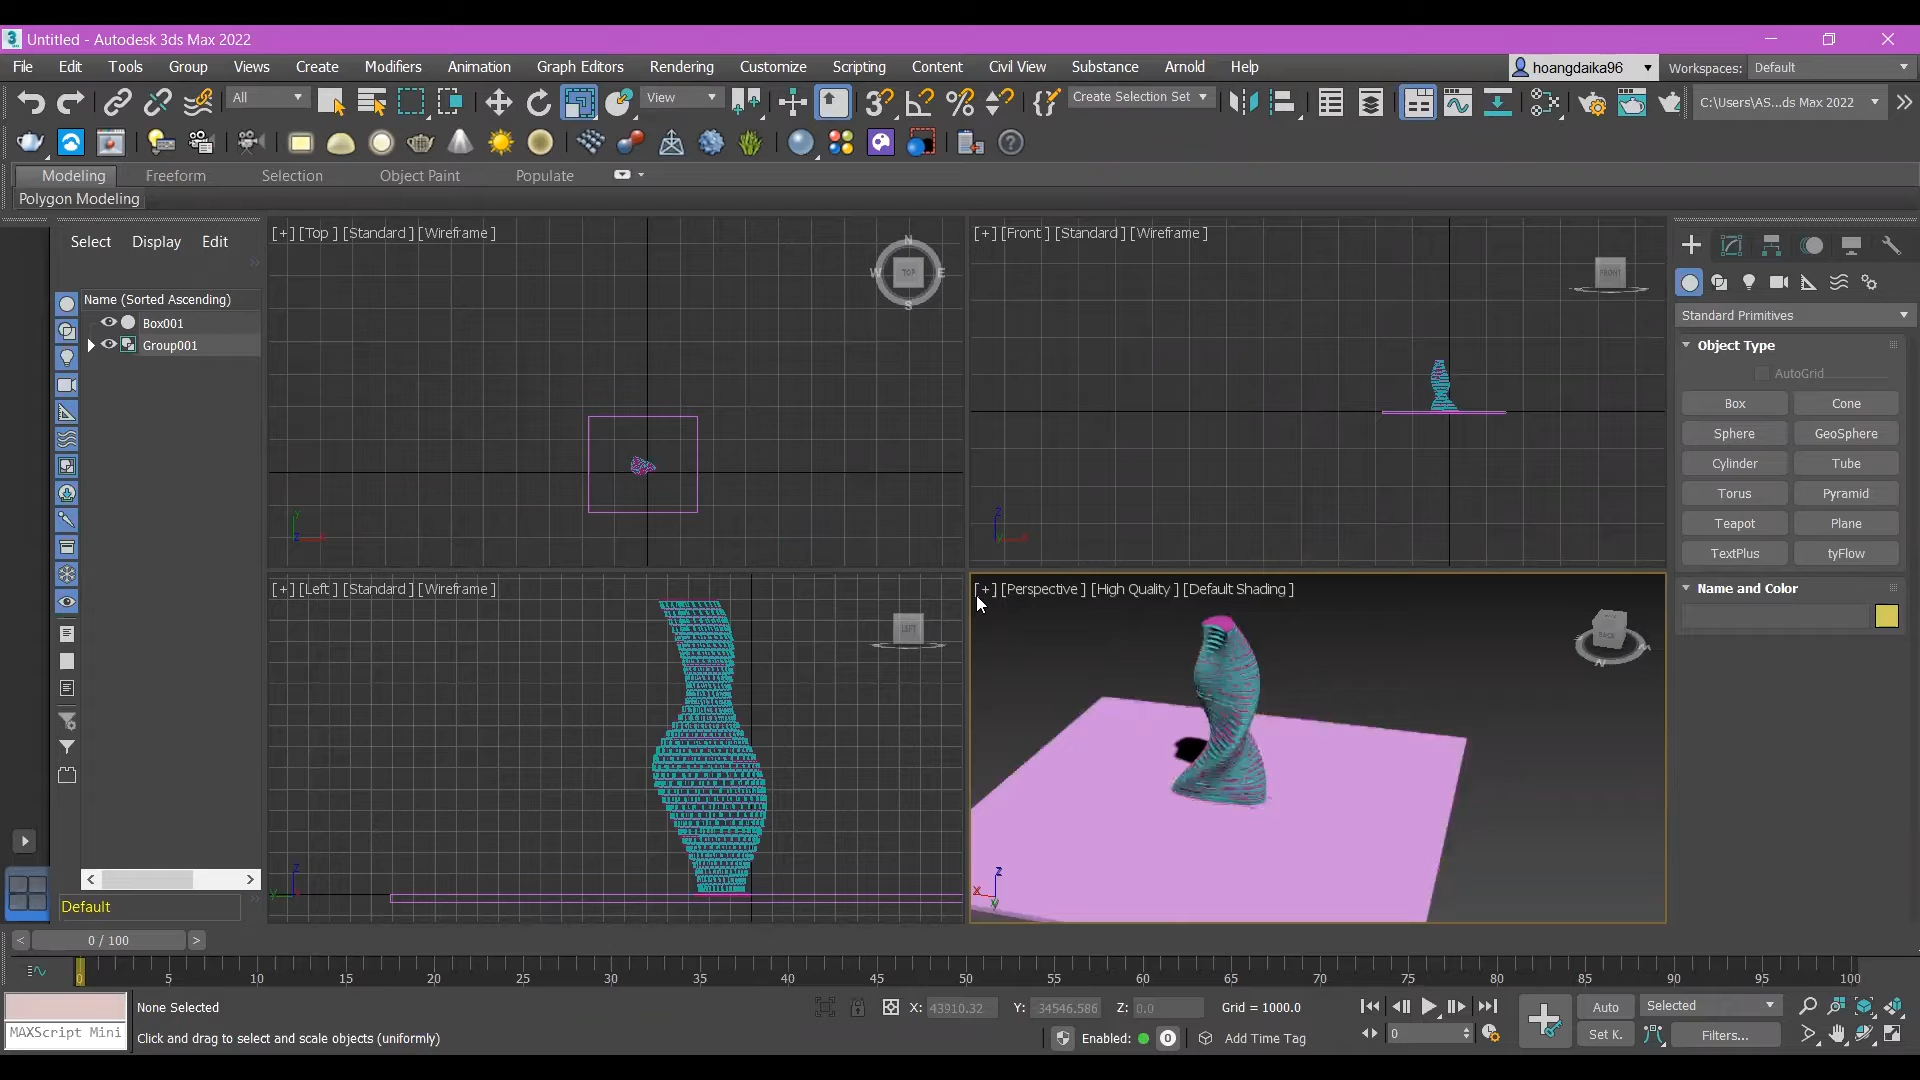 Untitled - Autodesk 3ds Max 2022
File Edit Tools Group Views Create Modifiers Animation Graph Editors Rendering Customize Scripting Content Civil View Substance Arnold Help
hoangdaika96 Workspaces: Default
All View Create Selection Set C:\Users\AS...ds Max 2022
Modeling Freeform Selection Object Paint Populate
Polygon Modeling
Select Display Edit
Name (Sorted Ascending)
Box001
Group001
Default
[+] [Top ] [Standard ] [Wireframe ]
TOP
N
W
E
S
[+] [Front ] [Standard ] [Wireframe ]
FRONT
z
x
[+] [Left ] [Standard ] [Wireframe ]
LEFT
z
y
[+] [Perspective ] [High Quality ] [Default Shading ]
BACK
N
z
x
y
Standard Primitives
Object Type
AutoGrid
Box Cone
Sphere GeoSphere
Cylinder Tube
Torus Pyramid
Teapot Plane
TextPlus tyFlow
Name and Color
< 0 / 100 >
0 5 10 15 20 25 30 35 40 45 50 55 60 65 70 75 80 85 90 95 100
None Selected
X: 43910,32 Y: 34546,586 Z: 0.0 Grid = 1000.0
Auto Selected
MAXScript Mini
Click and drag to select and scale objects (uniformly)
Enabled: 0 Add Time Tag
0
Set K. Filters...